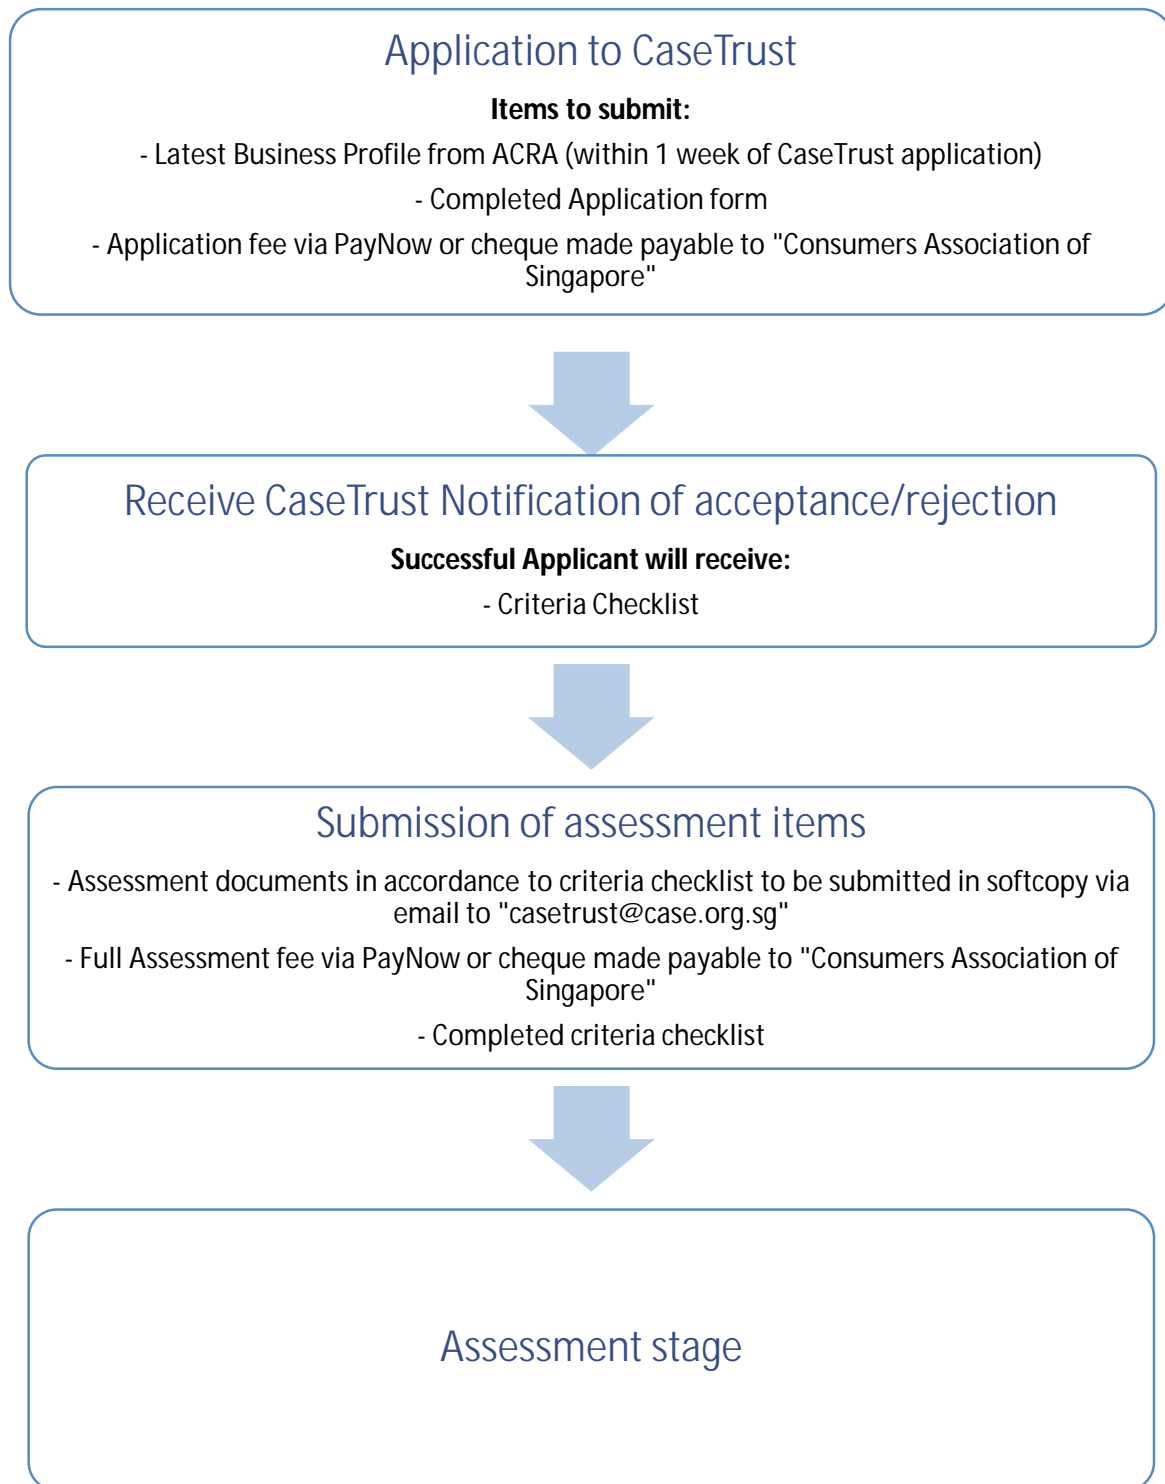 Application to CaseTrust
Items to submit:
- Latest Business Profile from ACRA (within 1 week of CaseTrust application)
- Completed Application form
- Application fee via PayNow or cheque made payable to "Consumers Association of
Singapore"
Receive CaseTrust Notification of acceptance/rejection
Successful Applicant will receive:
- Criteria Checklist
Submission of assessment items
- Assessment documents in accordance to criteria checklist to be submitted in softcopy via
email to "casetrust@case.org.sg"
- Full Assessment fee via PayNow or cheque made payable to "Consumers Association of
Singapore"
- Completed criteria checklist
Assessment stage